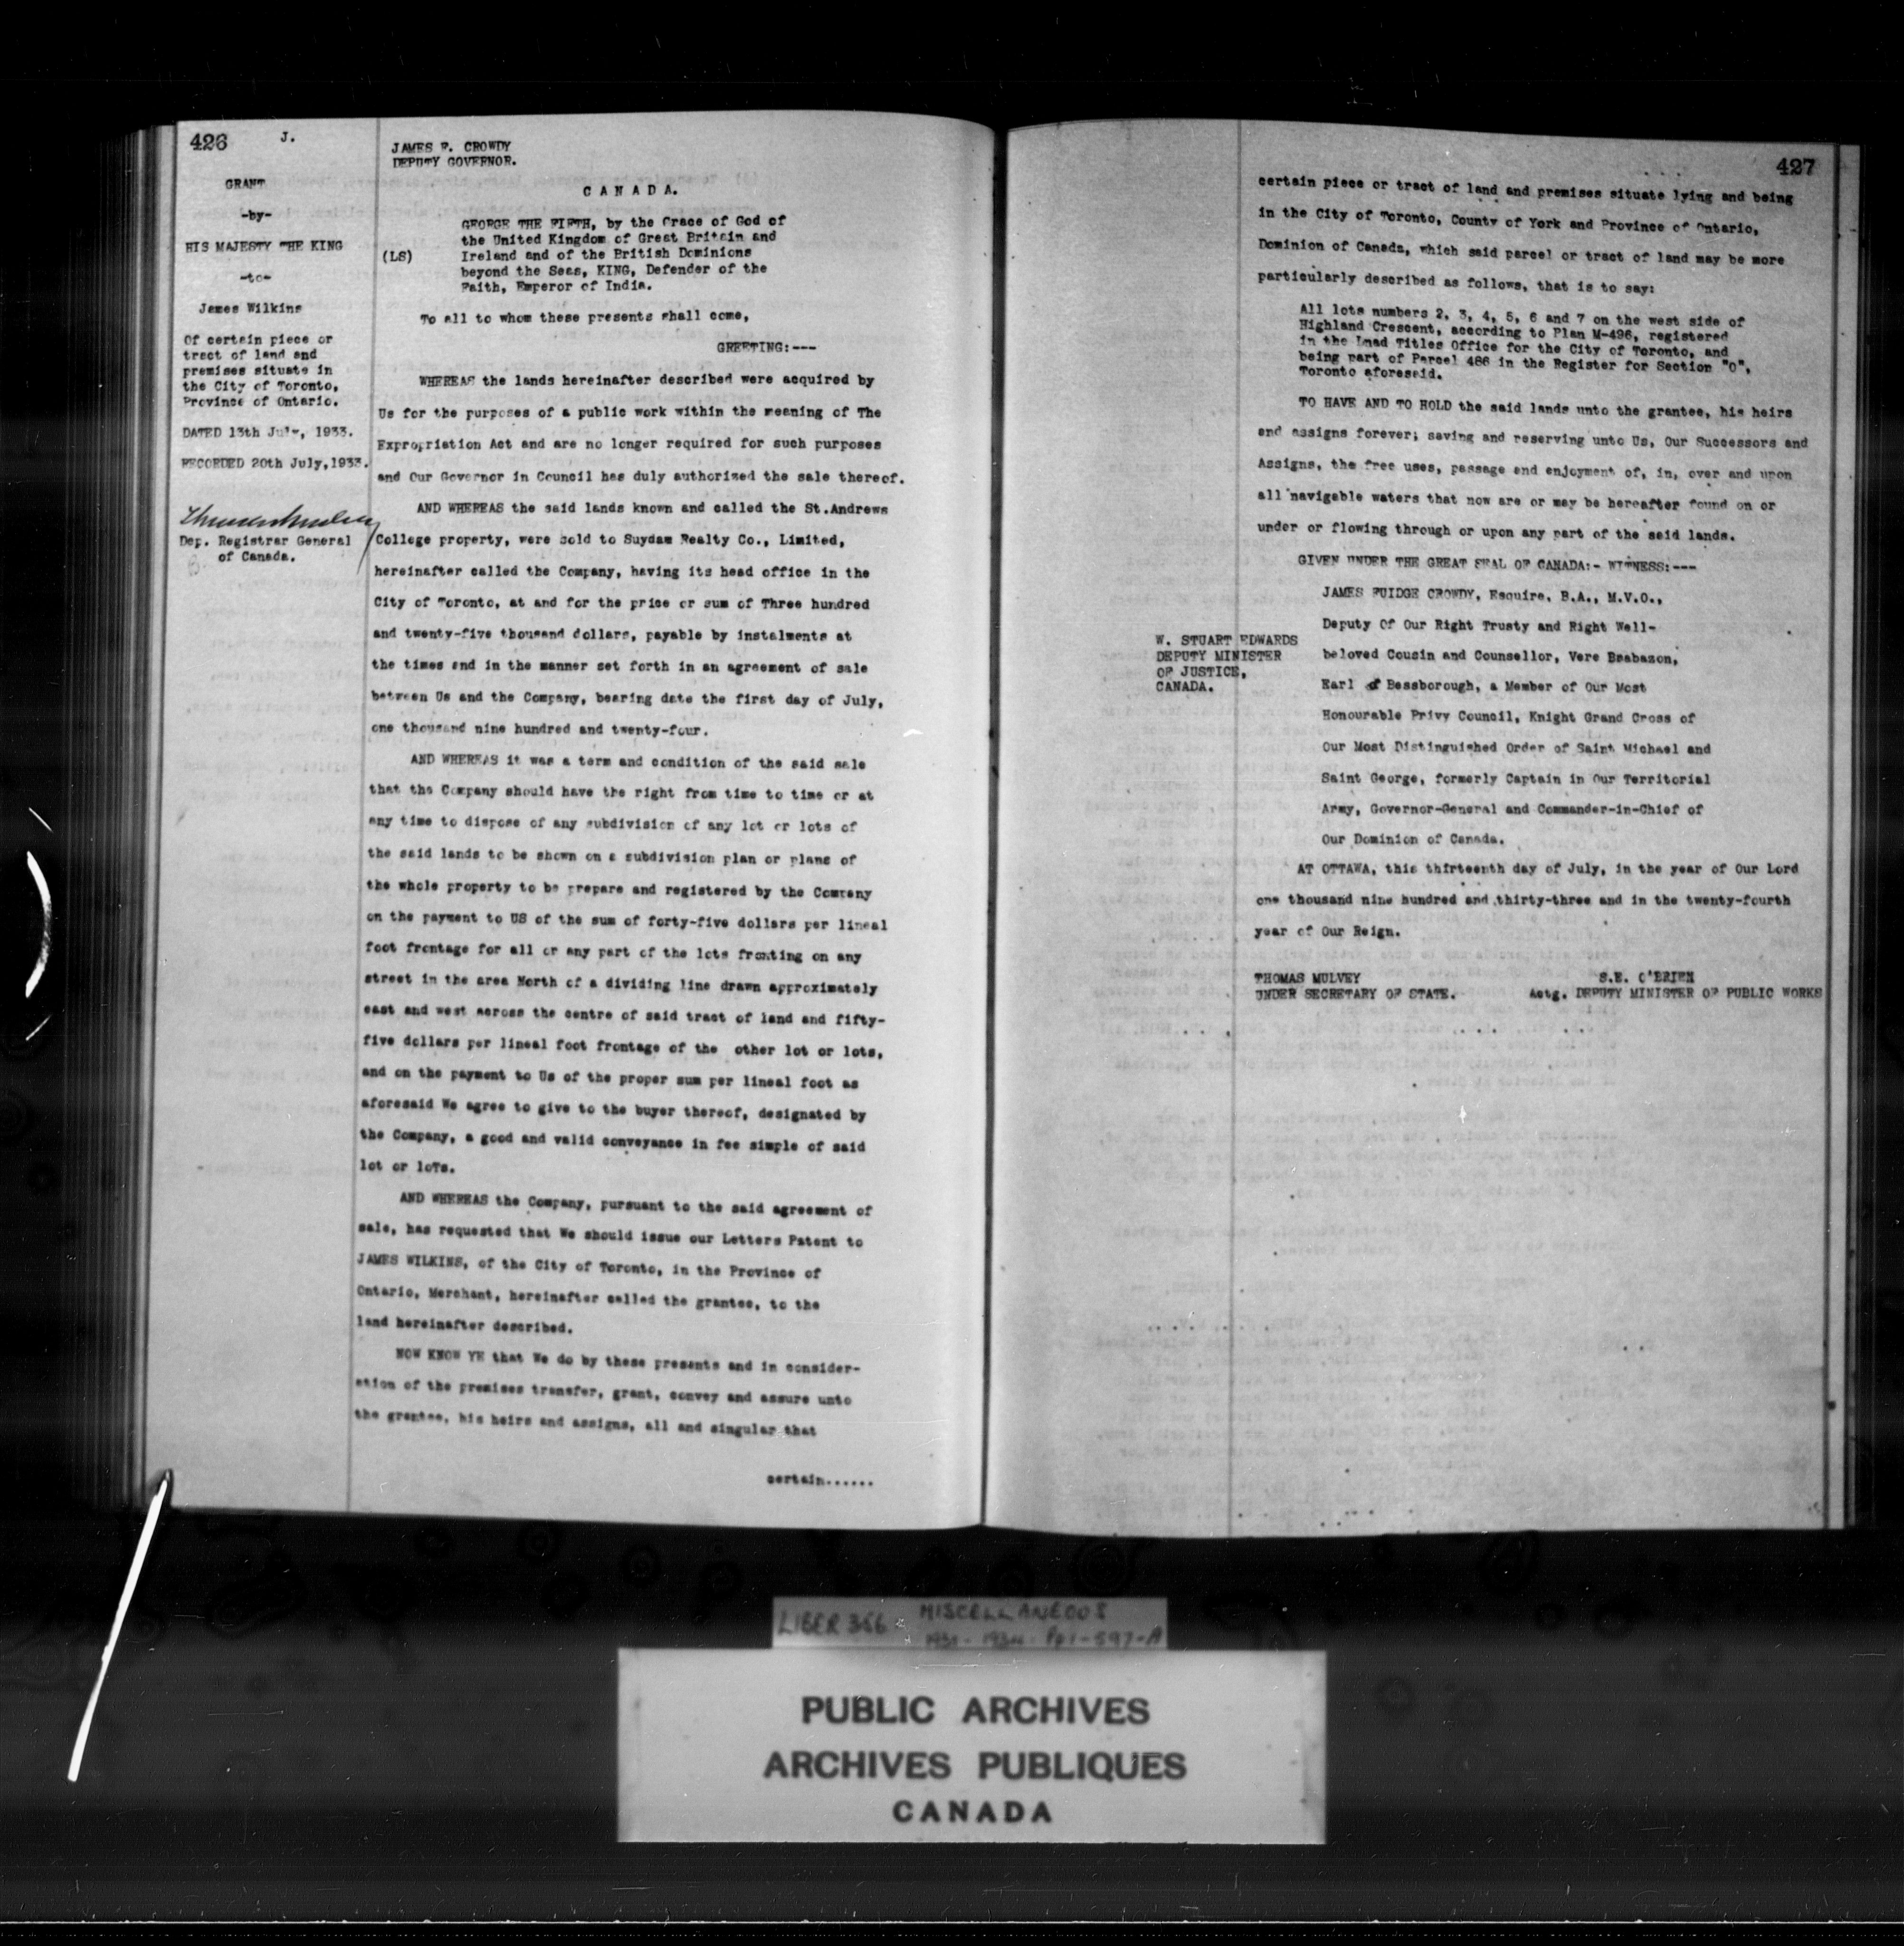 426
J.
GRANT
-by-
HIS MAJESTY THE KING
-to-
James Wilkins
Of certain piece or
tract of land and
premises situate in
the City of Toronto,
Province of Ontario.
DATED 13th July, 1933.
RECORDED 20th July,1933.
Dep. Registrar General
of Canada.
JAMES F. CROWDY
DEPUTY GOVERNOR.
C A N A D A.
(LS)
GEORGE THE FIFTH, by the Grace of God of
the United Kingdom of Great Britain and
Ireland and of the British Dominions
beyond the Seas, KING, Defender of the
Faith, Emperor of India.
To all to whom these presents shall come,
GREETING:---
WHEREAS the lands hereinafter described were acquired by
Us for the purposes of a public work within the meaning of The
Expropriation Act and are no longer required for such purposes
and Our Governor in Council has duly authorized the sale thereof.
AND WHEREAS the said lands known and called the St.Andrews
College property, were sold to Suydam Realty Co., Limited,
hereinafter called the Company, having its head office in the
City of Toronto, at and for the price or sum of Three hundred
and twenty-five thousand dollars, payable by instalments at
the times and in the manner set forth in an agreement of sale
between Us and the Company, bearing date the first day of July,
one thousand nine hundred and twenty-four.
AND WHEREAS it was a term and condition of the said sale
that the Company should have the right from time to time or at
any time to dispose of any subdivision of any lot or lots of
the said lands to be shown on a subdivision plan or plans of
the whole property to be prepare and registered by the Company
on the payment to US of the sum of forty-five dollars per lineal
foot frontage for all or any part of the lots fronting on any
street in the area North of a dividing line drawn approximately
east and west across the centre of said tract of land and fifty-
five dollars per lineal foot frontage of the other lot or lots,
and on the payment to Us of the proper sum per lineal foot as
aforesaid We agree to give to the buyer thereof, designated by
the Company, a good and valid conveyance in fee simple of said
lot or loTs.
AND WHEREAS the Company, pursuant to the said agreement of
sale, has requested that We should issue our Letters Patent to
JAMES WILKINS, of the City of Toronto, in the Province of
Ontario, Merchant, hereinafter called the grantee, to the
land hereinafter described.
NOW KNOW YE that We do by these presents and in consider-
ation of the premises transfer, grant, convey and assure unto
the grantee, his heirs and assigns, all and singular that
certain......
427
certain piece or tract of land and premises situate lying and being
in the City of Toronto, County of York and Province of Ontario,
Dominion of Canada, which said parcel or tract of land may be more
particularly described as follows, that is to say:
All lots numbers 2, 3, 4, 5, 6 and 7 on the west side of
Highland Crescent, according to Plan M-496, registered
in the Lnad Titles Office for the City of Toronto, and
being part of Parcel 486 in the Register for Section "O",
Toronto aforesaid.
TO HAVE AND TO HOLD the said lands unto the grantee, his heirs
and assigns forever; saving and reserving unto Us, Our Successors and
Assigns, the free uses, passage and enjoyment of, in, over and upon
all navigable waters that now are or may be hereafter found on or
under or flowing through or upon any part of the said lands.
GIVEN UNDER THE GREAT SEAL OF CANADA:- WITNESS:---
JAMES FUIDGE CROWDY, Esquire, B.A., M.V.O.,
Deputy Of Our Right Trusty and Right Well-
beloved Cousin and Counsellor, Vere Brabazon,
Earl of Bessborough, a Member of Our Most
Honourable Privy Council, Knight Grand Cross of
Our Most Distinguished Order of Saint Michael and
Saint George, formerly Captain in Our Territorial
Army, Governor-General and Commander-in-Chief of
Our Dominion of Canada.
W. STUART EDWARDS
DEPUTY MINISTER
OF JUSTICE,
CANADA.
AT OTTAWA, this thirteenth day of July, in the year of Our Lord
one thousand nine hundred and thirty-three and in the twenty-fourth
year of Our Reign.
THOMAS MULVEY
UNDER SECRETARY OF STATE.
S.E. O'BRIEN
Actg. DEPUTY MINISTER OF PUBLIC WORKS
LIBER 356
MISCELLANEOUS
1931-1934 Pp1-597-A
PUBLIC ARCHIVES
ARCHIVES PUBLIQUES
CANADA